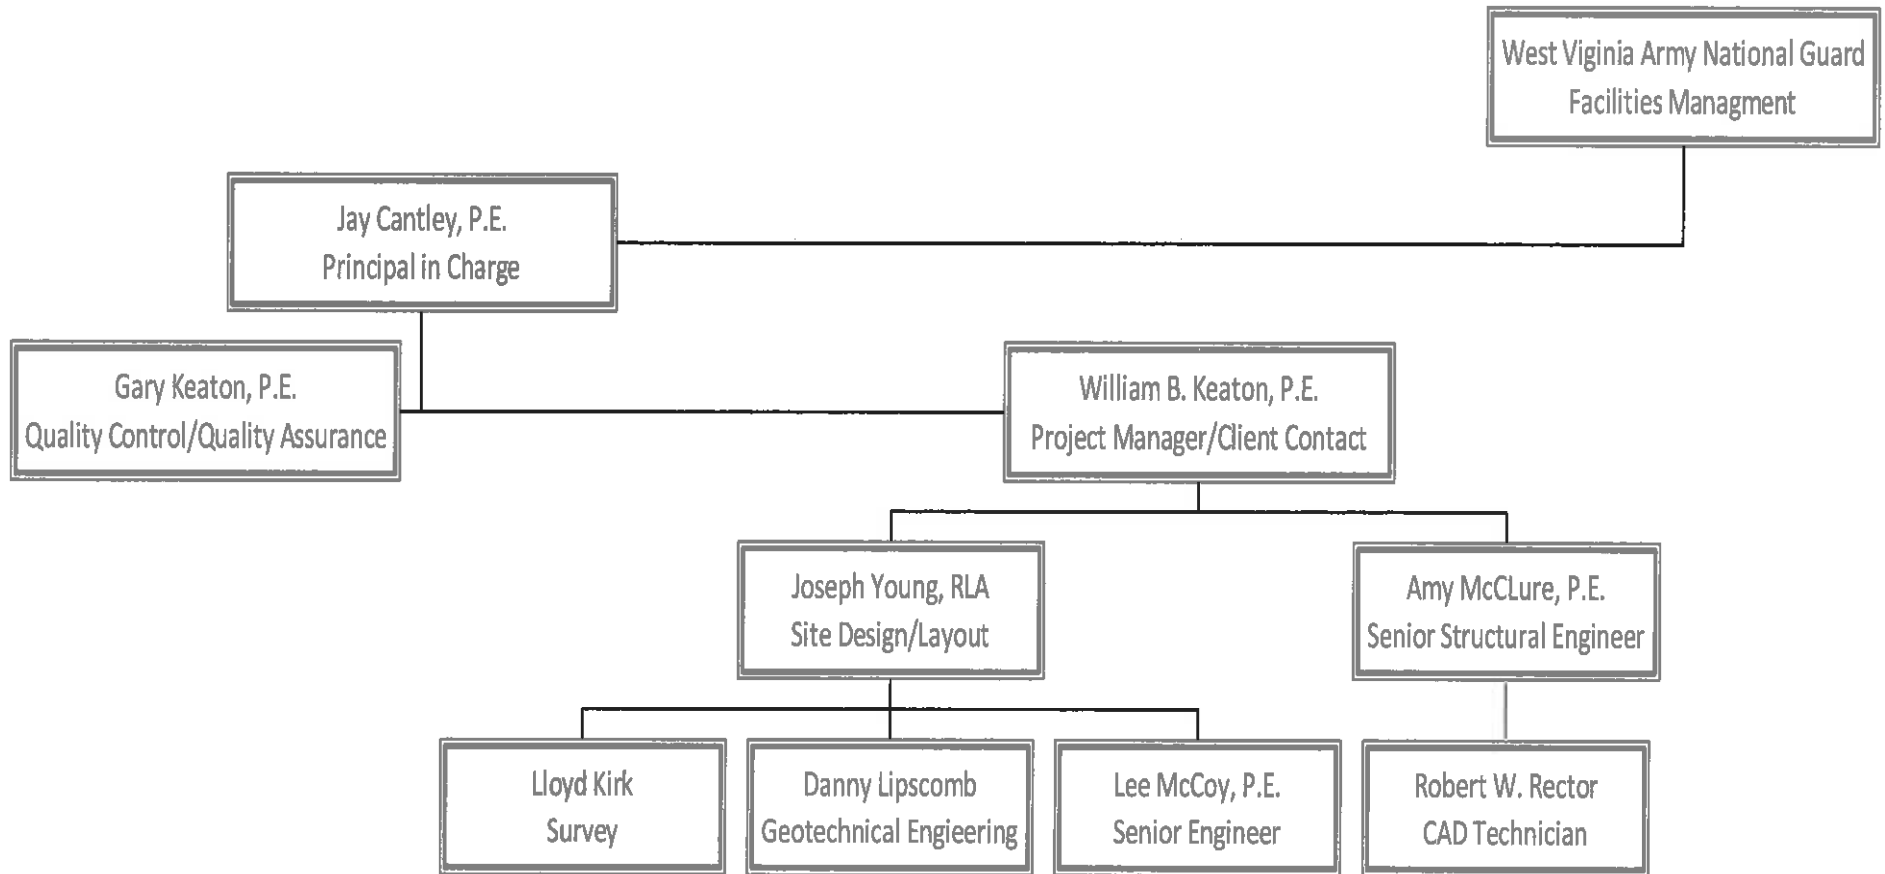 West Viginia Army National Guard
Facilities Managment
Jay Cantley, P.E.
Principal in Charge
Gary Keaton, P.E.
Quality Control/Quality Assurance
William B. Keaton, P.E.
Project Manager/Client Contact
Joseph Young, RLA
Site Design/Layout
Amy McCLure, P.E.
Senior Structural Engineer
Lloyd Kirk
Survey
Danny Lipscomb
Geotechnical Engieering
Lee McCoy, P.E.
Senior Engineer
Robert W. Rector
CAD Technician